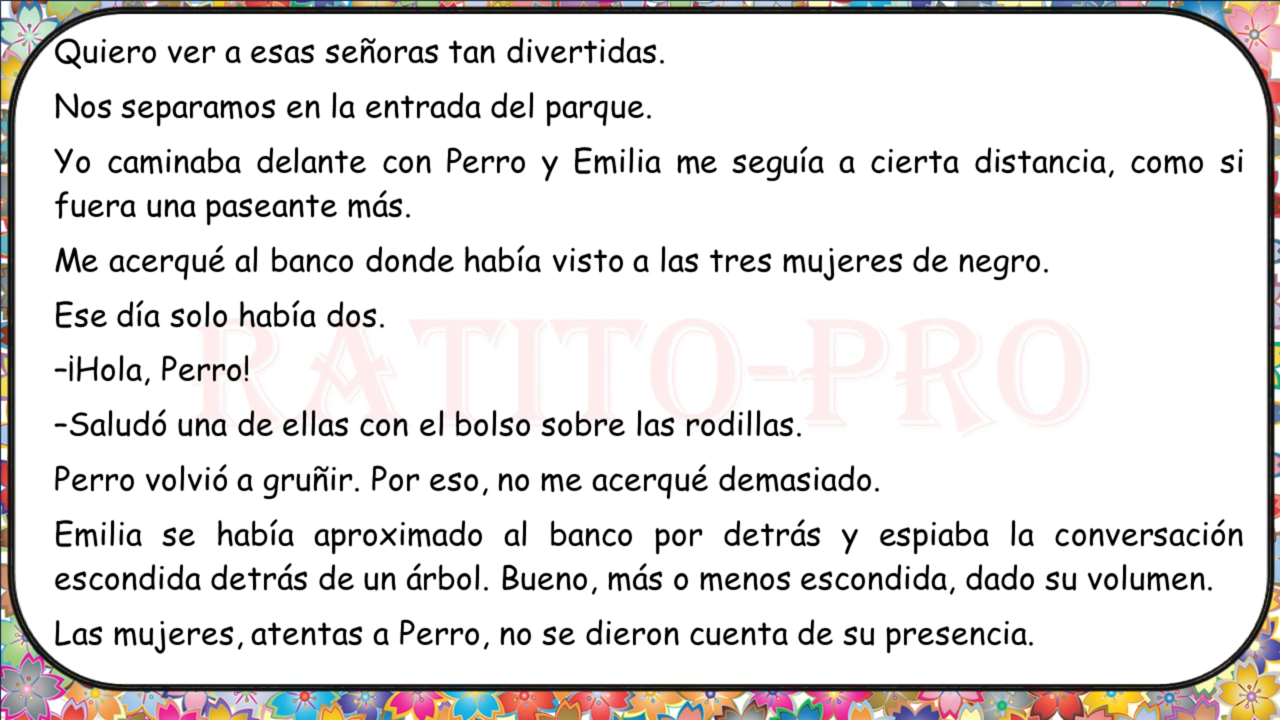 Quiero ver a esas señoras tan divertidas.
Nos separamos en la entrada del parque.
Yo caminaba delante con Perro y Emilia me seguía a cierta distancia, como si
fuera una paseante más.
Me acerqué al banco donde había visto a las tres mujeres de negro.
Ese día solo había dos.
–¡Hola, Perro!
–Saludó una de ellas con el bolso sobre las rodillas.
Perro volvió a gruñir. Por eso, no me acerqué demasiado.
Emilia se había aproximado al banco por detrás y espiaba la conversación
escondida detrás de un árbol. Bueno, más o menos escondida, dado su volumen.
Las mujeres, atentas a Perro, no se dieron cuenta de su presencia.
RATITO-PRO